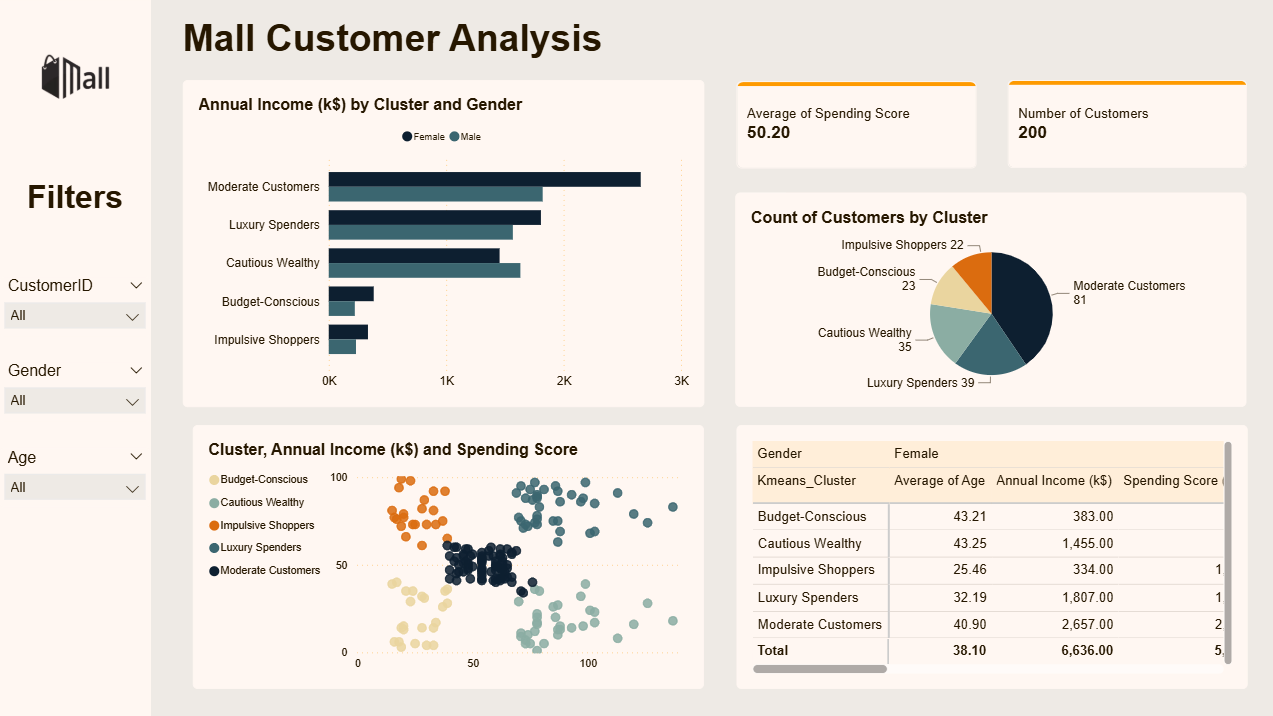 Mall Customer Analysis
Mall
Filters
CustomerID
All
Gender
All
Age
All
Annual Income (k$) by Cluster and Gender
Female Male
Moderate Customers
Luxury Spenders
Cautious Wealthy
Budget-Conscious
Impulsive Shoppers
0K 1K 2K 3K
Average of Spending Score
50.20
Number of Customers
200
Count of Customers by Cluster
Impulsive Shoppers 22
Budget-Conscious
23
Cautious Wealthy
35
Luxury Spenders 39
Moderate Customers
81
Cluster, Annual Income (k$) and Spending Score
Budget-Conscious
Cautious Wealthy
Impulsive Shoppers
Luxury Spenders
Moderate Customers
100
50
0
0 50 100
Gender Female
Kmeans_Cluster Average of Age Annual Income (k$) Spending Score (
Budget-Conscious 43.21 383.00
Cautious Wealthy 43.25 1,455.00
Impulsive Shoppers 25.46 334.00 1,
Luxury Spenders 32.19 1,807.00 1,
Moderate Customers 40.90 2,657.00 2,
Total 38.10 6,636.00 5,